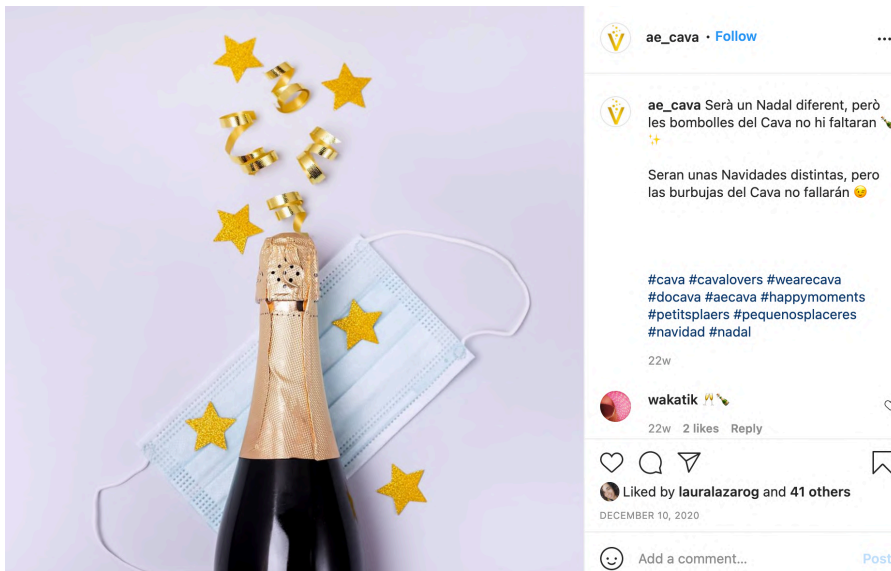 ae_cava • Follow
ae_cava Serà un Nadal diferent, però
les bombolles del Cava no hi faltaran 🍾
✨
Seran unas Navidades distintas, pero
las burbujas del Cava no fallarán 😉
#cava #cavalovers #wearecava
#docava #aecava #happymoments
#petitsplaers #pequenosplaceres
#navidad #nadal
22w
wakatik 🥂🍾
22w 2 likes Reply
Liked by lauralazarog and 41 others
DECEMBER 10, 2020
Add a comment... Post